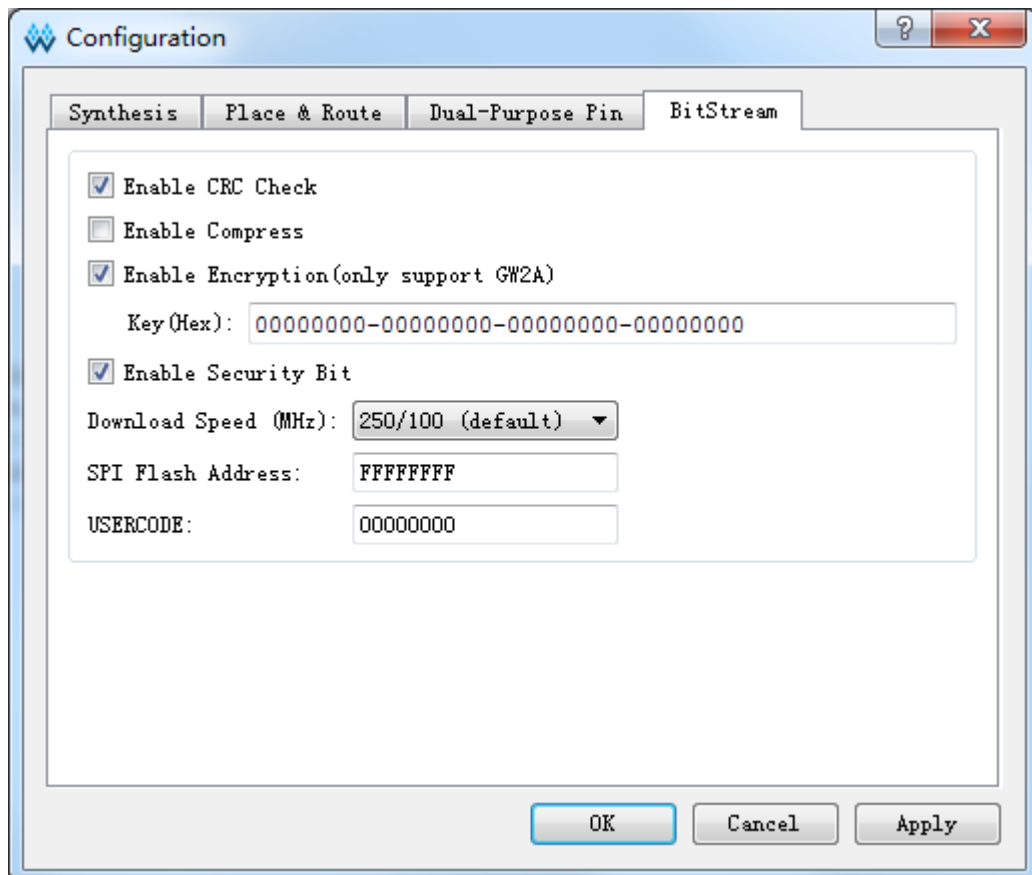 Configuration
Synthesis Place & Route Dual-Purpose Pin BitStream
Enable CRC Check
Enable Compress
Enable Encryption(only support GW2A)
Key(Hex): 00000000-00000000-00000000-00000000
Enable Security Bit
Download Speed (MHz): 250/100 (default)
SPI Flash Address: FFFFFFFF
USERCODE: 00000000
OK Cancel Apply